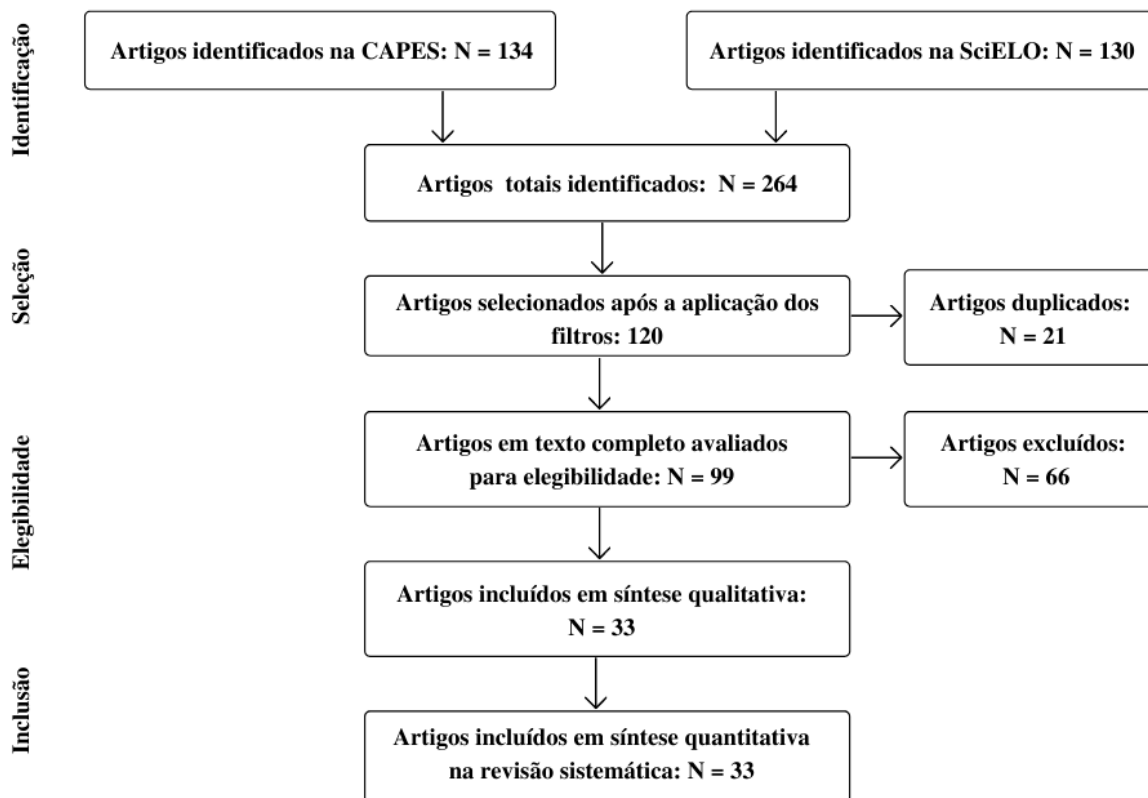 Identificação
Artigos identificados na CAPES: N = 134
Artigos identificados na SciELO: N = 130
Artigos totais identificados: N = 264
Seleção
Artigos selecionados após a aplicação dos
filtros: 120
Artigos duplicados:
N = 21
Elegibilidade
Artigos em texto completo avaliados
para elegibilidade: N = 99
Artigos excluídos:
N = 66
Artigos incluídos em síntese qualitativa:
N = 33
Inclusão
Artigos incluídos em síntese quantitativa
na revisão sistemática: N = 33